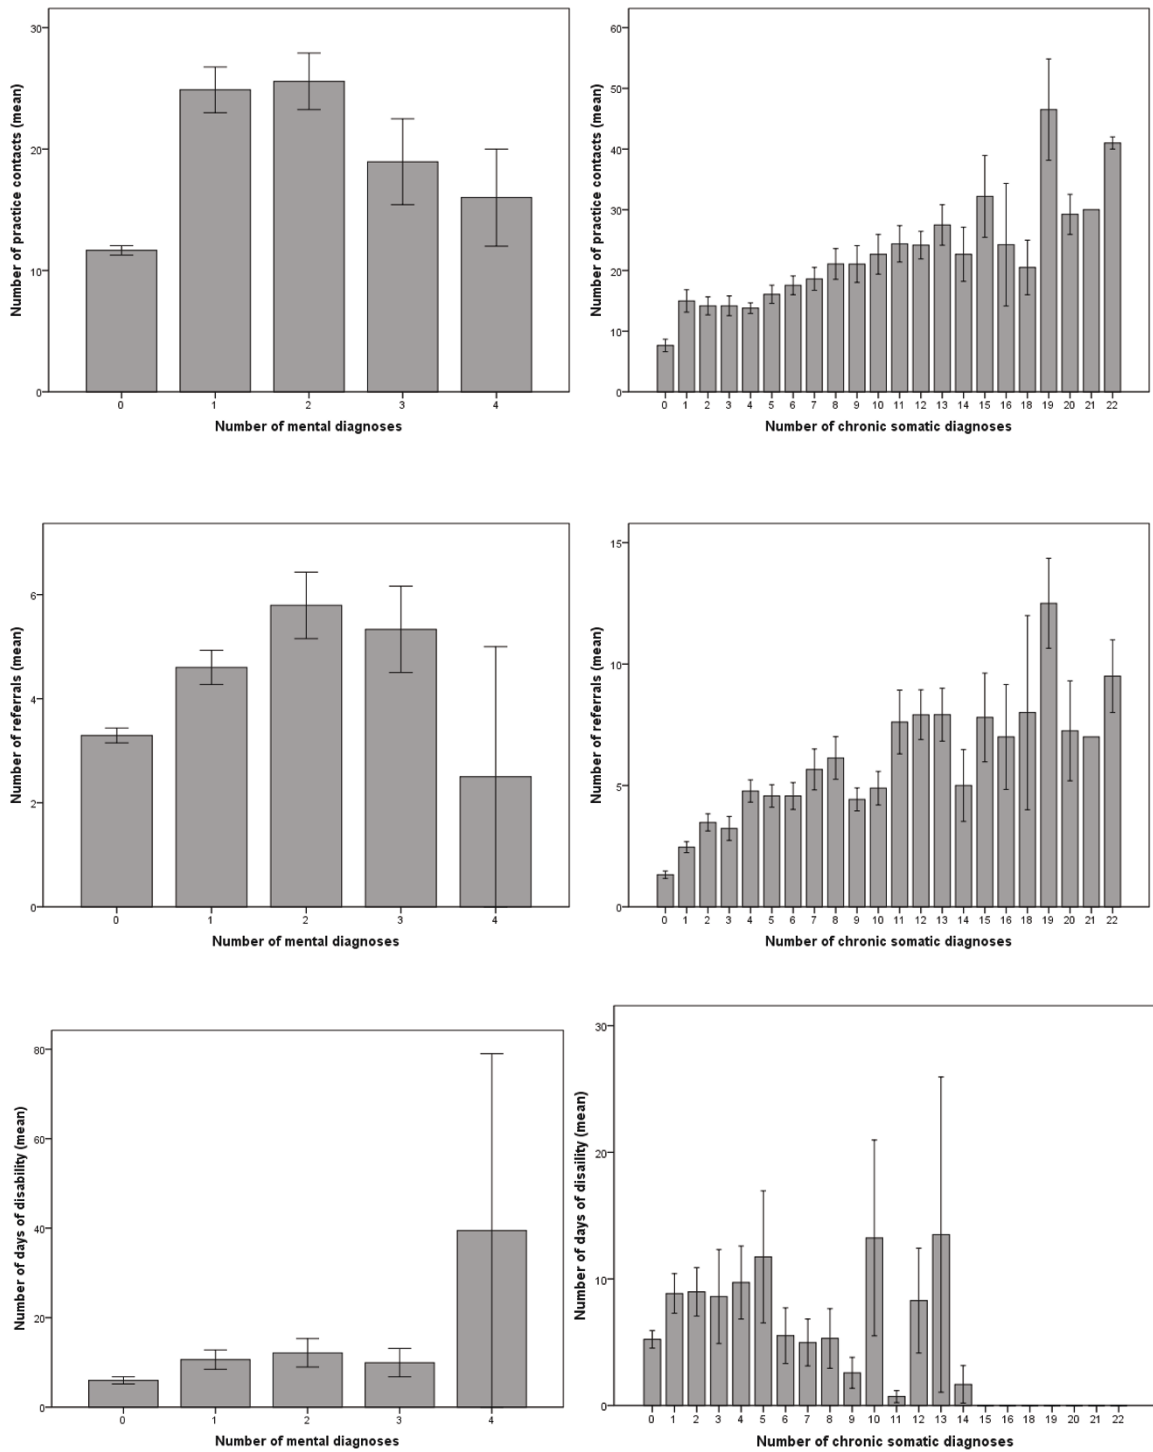 Number of practice contacts (mean)
30
20
10
0
0 1 2 3 4
Number of mental diagnoses
Number of practice contacts (mean)
60
50
40
30
20
10
0
0 1 2 3 4 5 6 7 8 9 10 11 12 13 14 15 16 18 19 20 21 22
Number of chronic somatic diagnoses
Number of referrals (mean)
6
4
2
0
0 1 2 3 4
Number of mental diagnoses
Number of referrals (mean)
15
10
5
0
0 1 2 3 4 5 6 7 8 9 10 11 12 13 14 15 16 18 19 20 21 22
Number of chronic somatic diagnoses
Number of days of disability (mean)
80
60
40
20
0
0 1 2 3 4
Number of mental diagnoses
Number of days of disaility (mean)
30
20
10
0
0 1 2 3 4 5 6 7 8 9 10 11 12 13 14 15 16 18 19 20 21 22
Number of chronic somatic diagnoses